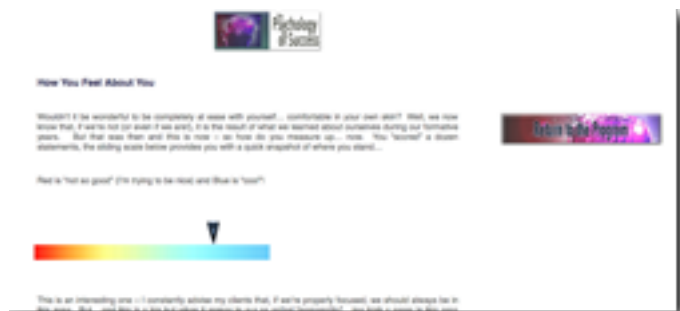 Psychology
of Success
How You Feel About You
Return to the Program
Wouldn't it be wonderful to be completely at ease with yourself... comfortable in your own skin? Well, we now
know that, if we're not (or even if we are!), it is the result of what we learned about ourselves during our formative
years. But that was then and this is now – so how do you measure up... now. You "scored" a dozen
statements, the sliding scale below provides you with a quick snapshot of where you stand...
Red is "not so good" (I'm trying to be nice) and Blue is "cool"!
This is an interesting one – I constantly advise my clients that, if we're properly focused, we should always be in